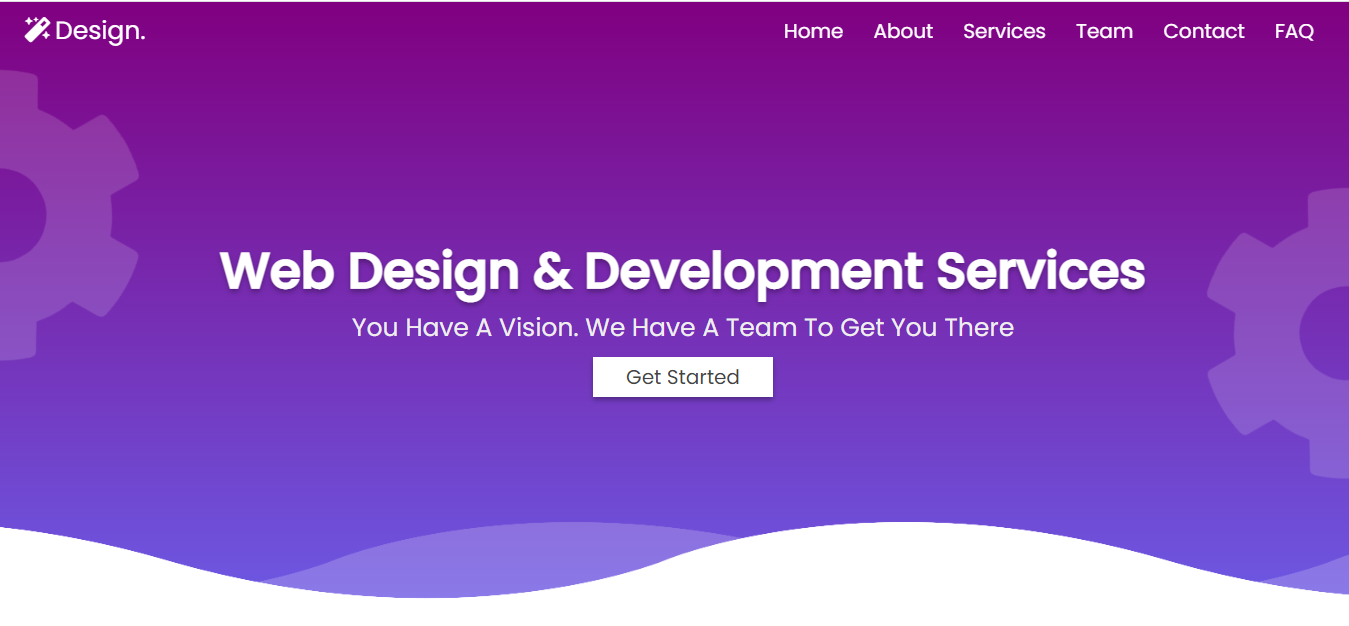 Design.
Home About Services Team Contact FAQ
Web Design & Development Services
You Have A Vision. We Have A Team To Get You There
Get Started